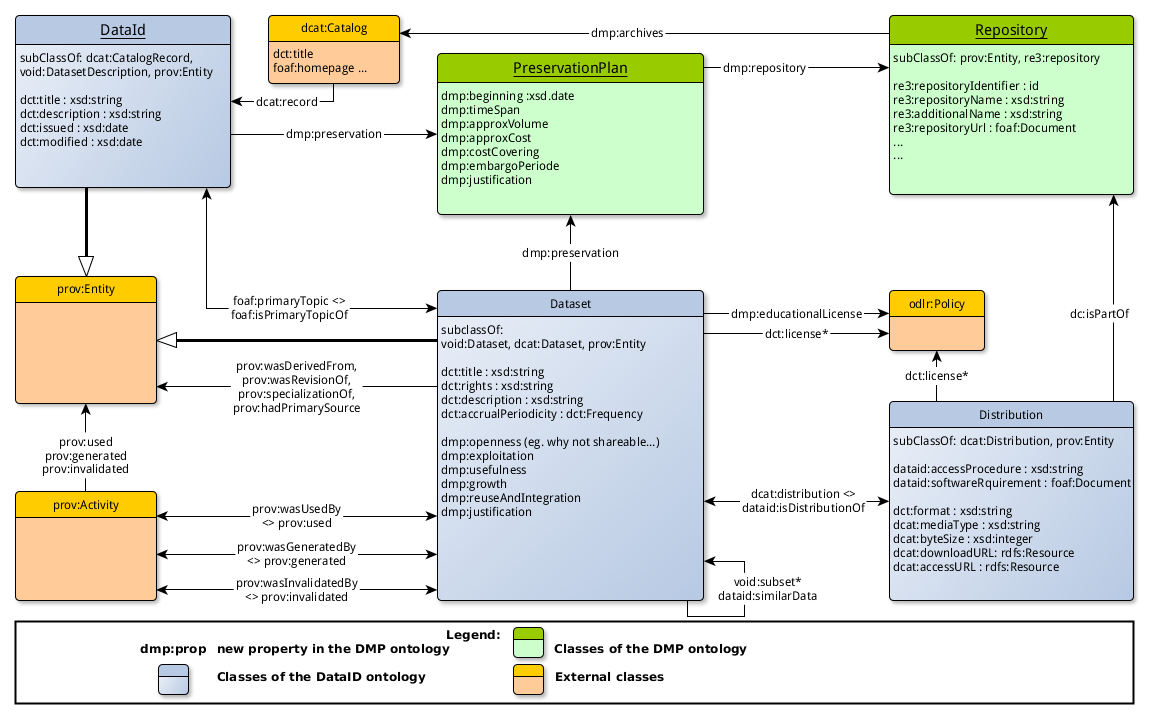 DataId
subClassOf: dcat:CatalogRecord,
void:DatasetDescription, prov:Entity
dct:title : xsd:string
dct:description : xsd:string
dct:issued : xsd:date
dct:modified : xsd:date
dcat:Catalog
dct:title
foaf:homepage ...
dmp:archives
dcat:record
dmp:preservation
PreservationPlan
dmp:beginning :xsd.date
dmp:timeSpan
dmp:approxVolume
dmp:approxCost
dmp:costCovering
dmp:embargoPeriode
dmp:justification
dmp:repository
Repository
subClassOf: prov:Entity, re3:repository
re3:repositoryIdentifier : id
re3:repositoryName : xsd:string
re3:additionalName : xsd:string
re3:repositoryUrl : foaf:Document
...
...
dmp:preservation
prov:Entity
foaf:primaryTopic <>
foaf:isPrimaryTopicOf
prov:wasDerivedFrom,
prov:wasRevisionOf,
prov:specializationOf,
prov:hadPrimarySource
prov:used
prov:generated
prov:invalidated
prov:Activity
prov:wasUsedBy
<> prov:used
prov:wasGeneratedBy
<> prov:generated
prov:wasInvalidatedBy
<> prov:invalidated
Dataset
subclassOf:
void:Dataset, dcat:Dataset, prov:Entity
dct:title : xsd:string
dct:rights : xsd:string
dct:description : xsd:string
dct:accrualPeriodicity : dct:Frequency
dmp:openness (eg. why not shareable...)
dmp:exploitation
dmp:usefulness
dmp:growth
dmp:reuseAndIntegration
dmp:justification
dmp:educationalLicense
dct:license*
odlr:Policy
dct:license*
dc:isPartOf
dcat:distribution <>
dataid:isDistributionOf
void:subset*
dataid:similarData
Distribution
subClassOf: dcat:Distribution, prov:Entity
dataid:accessProcedure : xsd:string
dataid:softwareRquirement : foaf:Document
dct:format : xsd:string
dcat:mediaType : xsd:string
dcat:byteSize : xsd:integer
dcat:downloadURL: rdfs:Resource
dcat:accessURL : rdfs:Resource
Legend:
dmp:prop new property in the DMP ontology
Classes of the DMP ontology
Classes of the DataID ontology
External classes